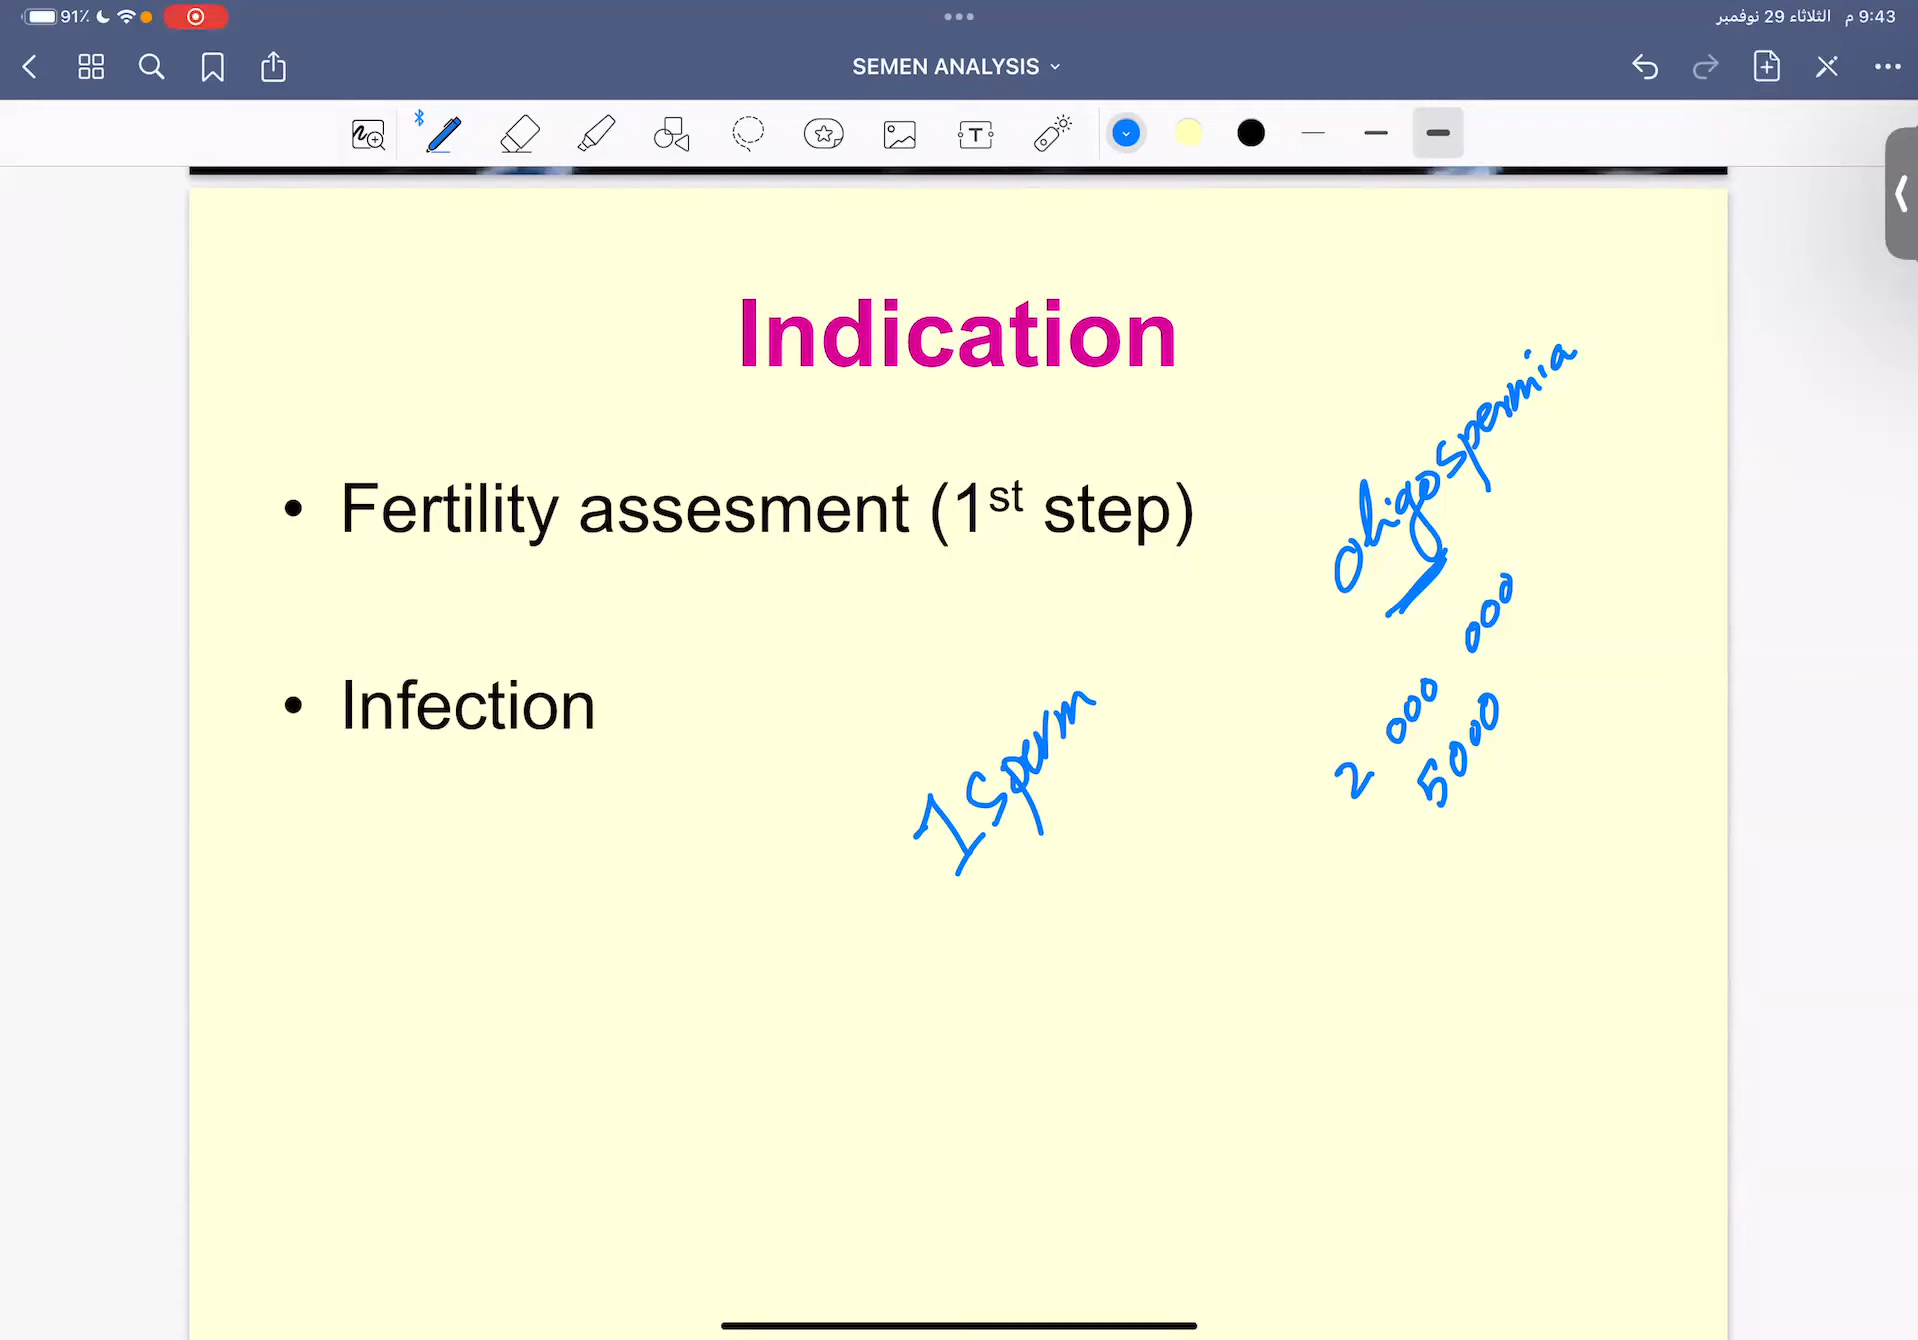 91٪
9:43 م الثلاثاء 29 نوفمبر
SEMEN ANALYSIS
T
Indication
• Fertility assesment (1st step)
• Infection
oligospermia
2 000 000
5000
1 sperm